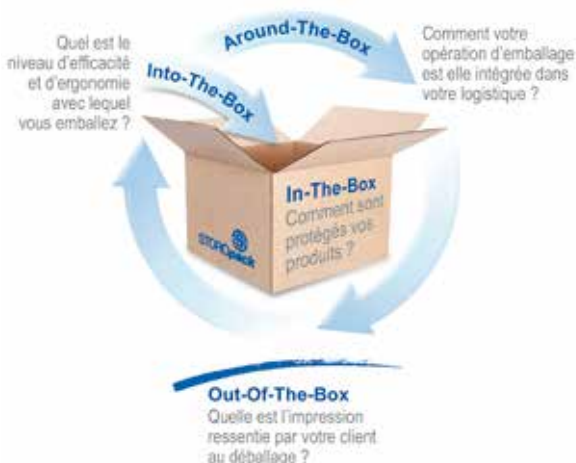 Around-The-Box
Comment votre
opération d'emballage
est elle intégrée dans
votre logistique ?
Quel est le
niveau d'efficacité
et d'ergonomie
avec lequel
vous emballez ?
Into-The-Box
In-The-Box
Comment sont
protégés vos
produits ?
STOROpack
Out-Of-The-Box
Quelle est l'impression
ressentie par votre client
au déballage ?